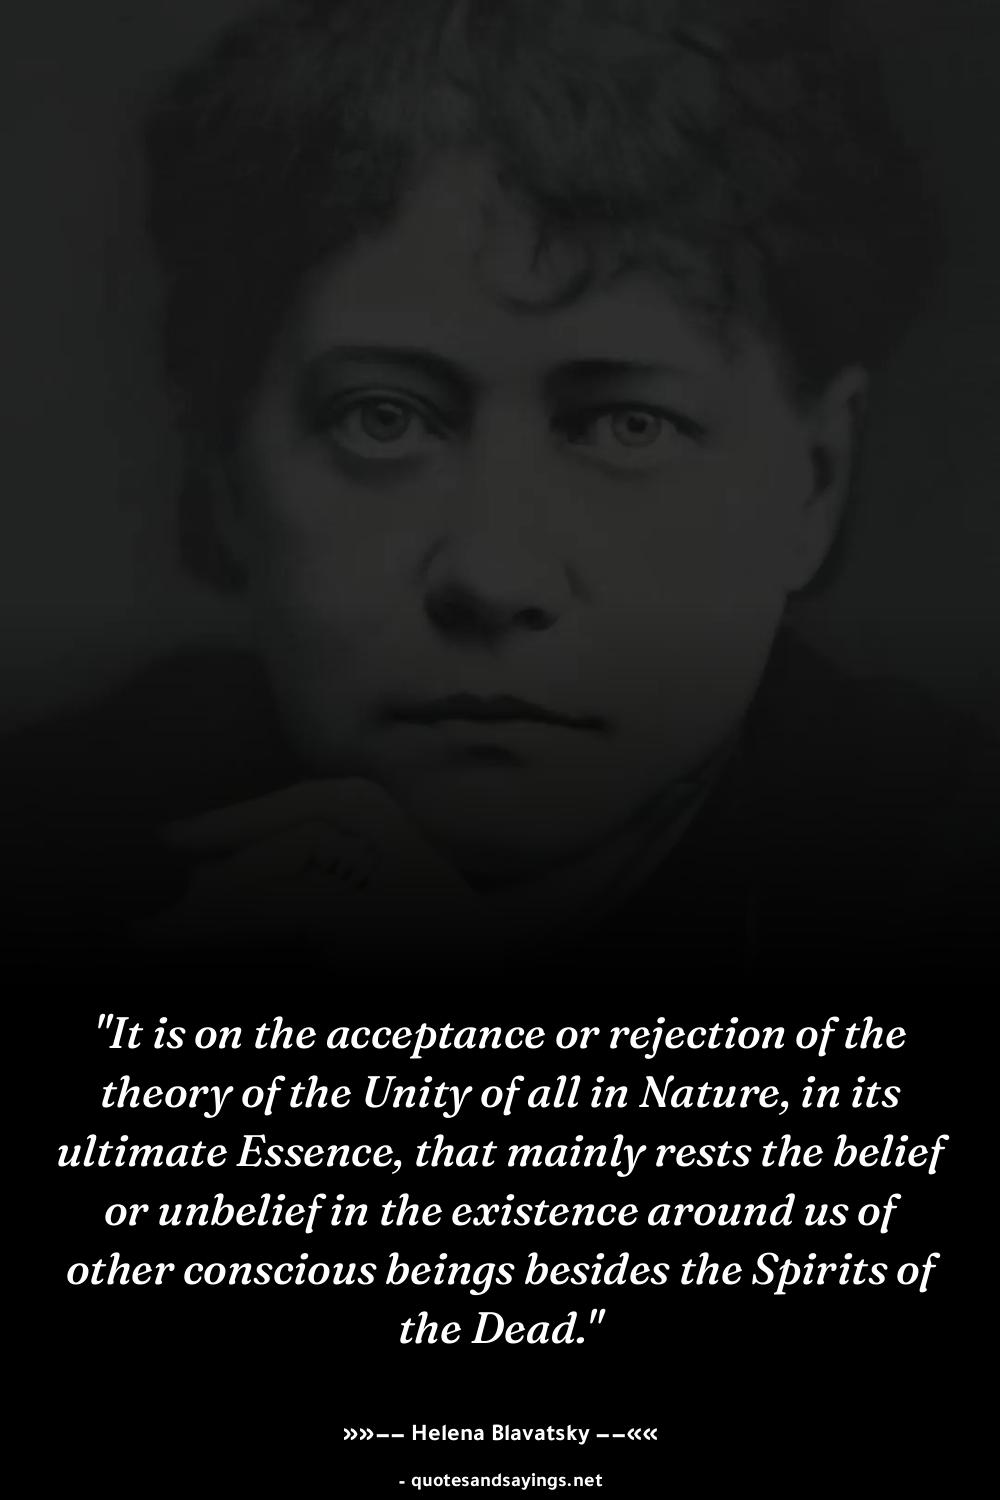 "It is on the acceptance or rejection of the
theory of the Unity of all in Nature, in its
ultimate Essence, that mainly rests the belief
or unbelief in the existence around us of
other conscious beings besides the Spirits of
the Dead."
»»-- Helena Blavatsky --««
- quotesandsayings.net